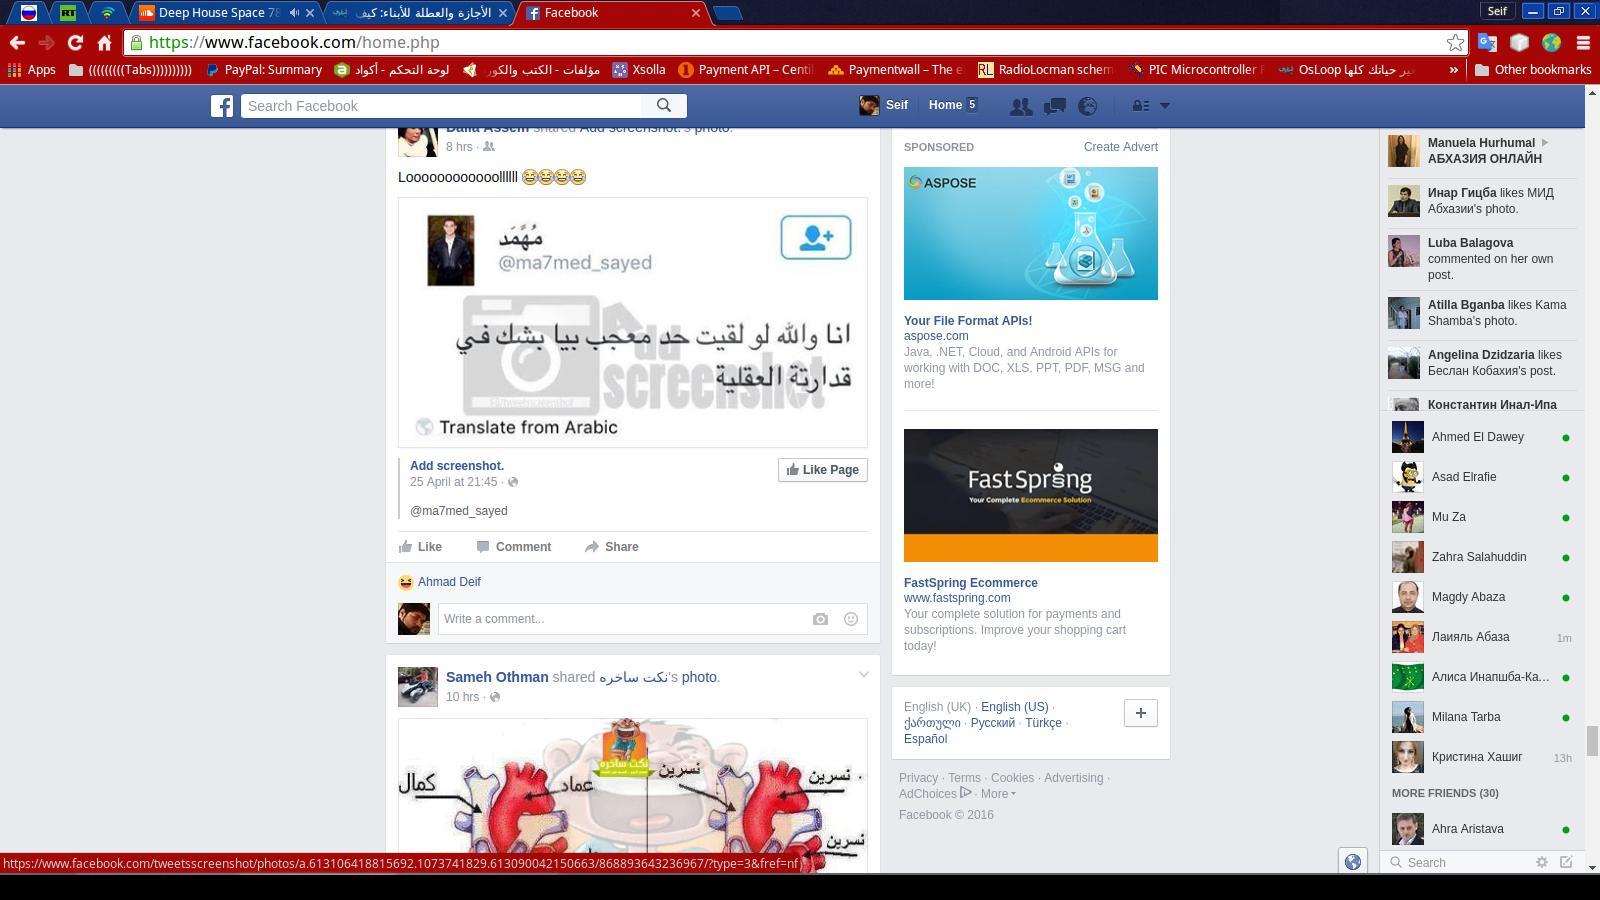 Deep House Space 78
الأجازة والعطلة للأبناء: كيف
Facebook
Seif
https://www.facebook.com/home.php
Apps
(((((((((Tabs))))))))))
PayPal: Summary
لوحة التحكم - أكواد
مؤلفات - الكتب والكور
Xsolla
Payment API – Centil
Paymentwall – The e
RadioLocman schem
PIC Microcontroller F
OsLoop غير حياتك كلها
Other bookmarks
Search Facebook
Seif
Home 5
Dalia Assem shared Add screenshot.'s photo.
8 hrs ·
Loooooooooooollllll 😂😂😂😂
مُهَمَد
@ma7med_sayed
انا والله لو لقيت حد معجب بيا بشك في
قدارتة العقلية
Add screenshot
Translate from Arabic
Add screenshot.
25 April at 21:45 ·
Like Page
@ma7med_sayed
Like
Comment
Share
Ahmad Deif
Write a comment...
Sameh Othman shared نكت ساخره's photo.
10 hrs ·
نكت ساخره
كمال
عماد
نسرين
نسرين
نسرين
https://www.facebook.com/tweetsscreenshot/photos/a.613106418815692.1073741829.613090042150663/868893643236967/?type=3&fref=nf
SPONSORED
Create Advert
ASPOSE
Your File Format APIs!
aspose.com
Java, .NET, Cloud, and Android APIs for
working with DOC, XLS, PPT, PDF, MSG and
more!
FastSpring
Your Complete Ecommerce Solution
FastSpring Ecommerce
www.fastspring.com
Your complete solution for payments and
subscriptions. Improve your shopping cart
today!
English (UK) · English (US) ·
ქართული · Русский · Türkçe ·
Español
Privacy · Terms · Cookies · Advertising ·
AdChoices · More
Facebook © 2016
Manuela Hurhumal
АБХАЗИЯ ОНЛАЙН
Инар Гицба likes МИД
Абхазии's photo.
Luba Balagova
commented on her own
post.
Atilla Bganba likes Kama
Shamba's photo.
Angelina Dzidzaria likes
Беслан Кобахия's post.
Константин Инал-Ипа
Ahmed El Dawey
Asad Elrafie
Mu Za
Zahra Salahuddin
Magdy Abaza
Лаияль Абаза 1m
Алиса Инапшба-Ка...
Milana Tarba
Кристина Хашиг 13h
MORE FRIENDS (30)
Ahra Aristava
Search